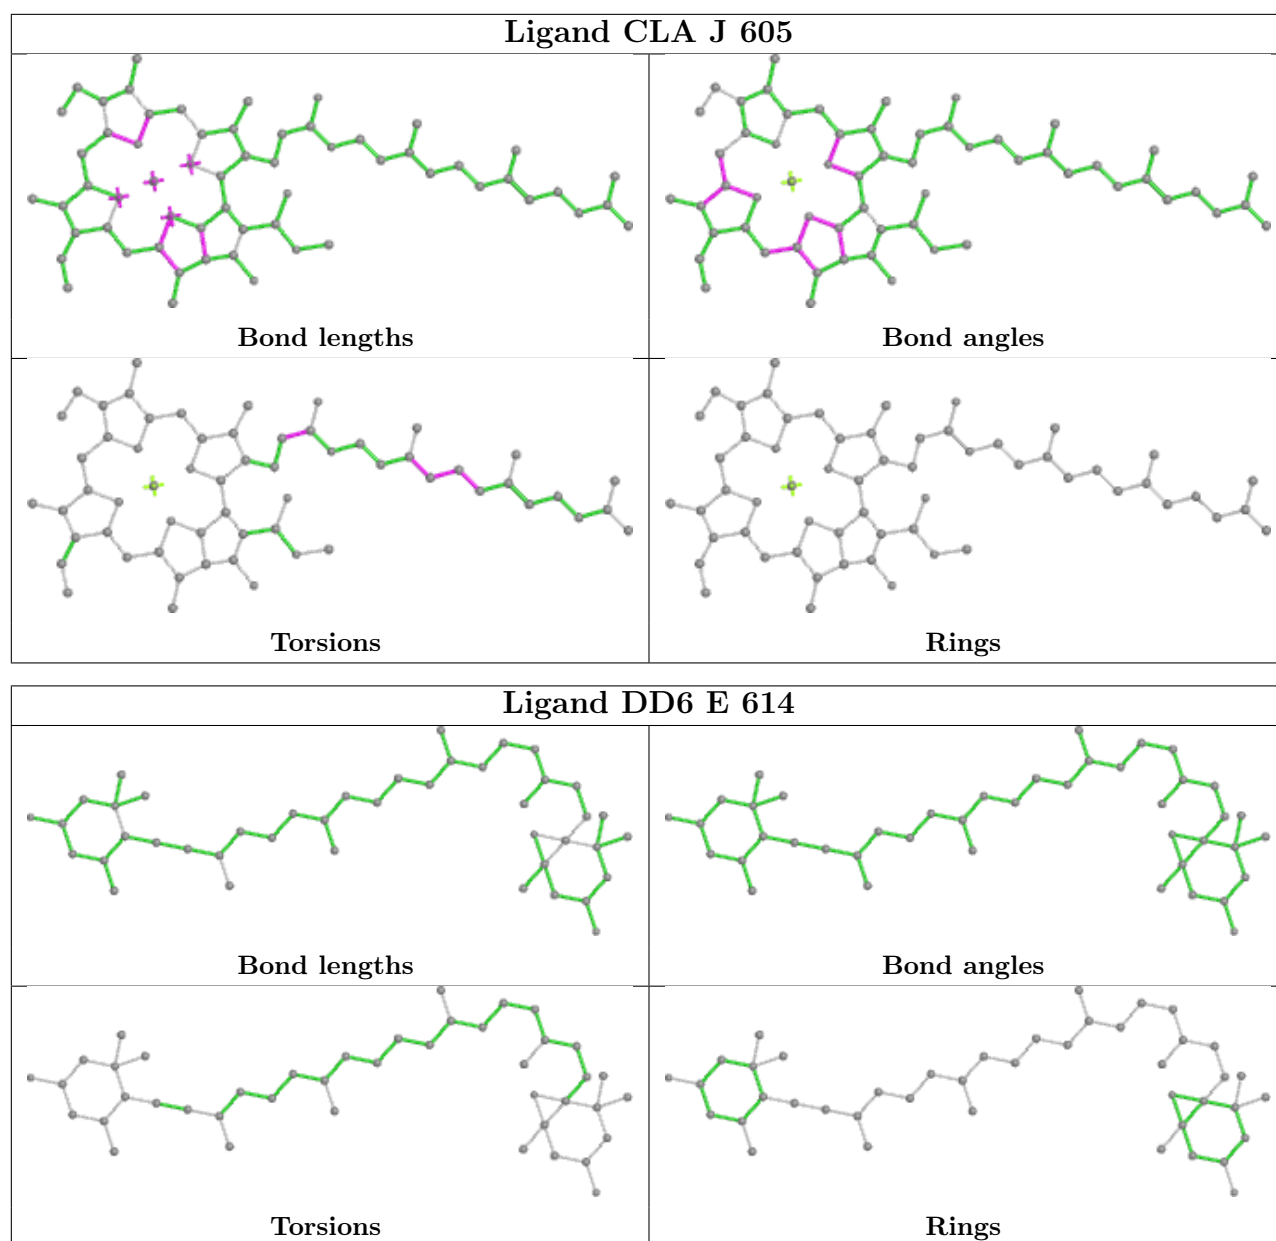 Ligand CLA J 605
Bond lengths
Bond angles
Torsions
Rings
Ligand DD6 E 614
Bond lengths
Bond angles
Torsions
Rings